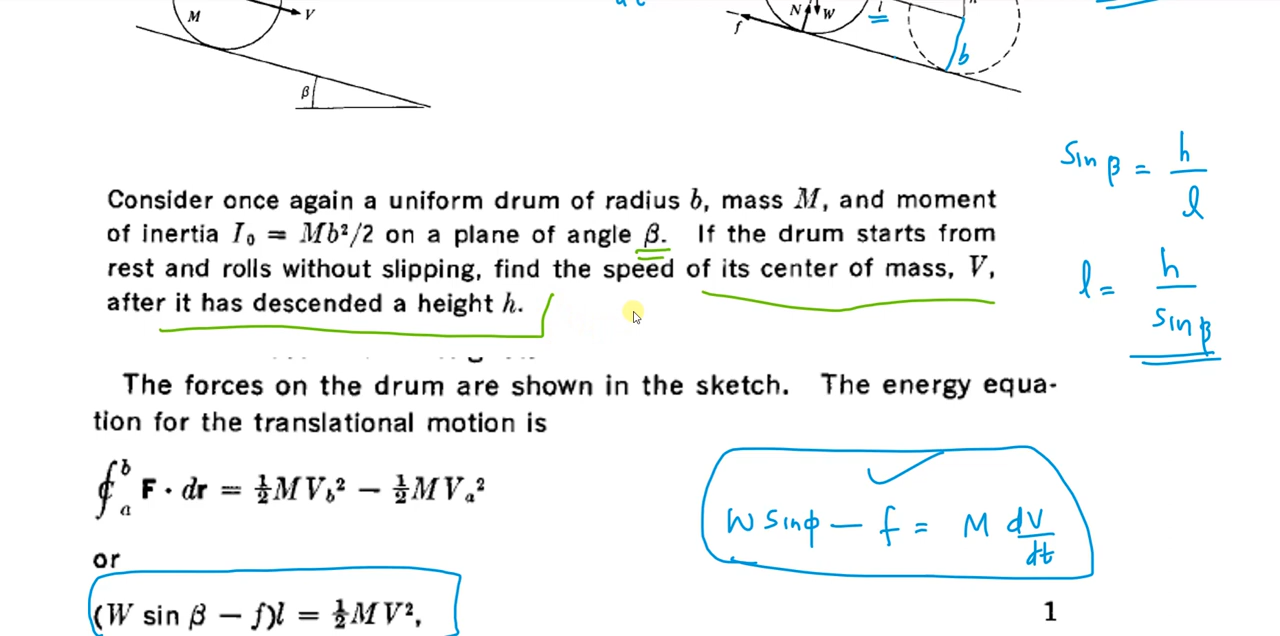 M
V
β
N
W
f
l
b
sin β = h / l
l = h / sin β
Consider once again a uniform drum of radius b, mass M, and moment
of inertia I₀ = Mb²/2 on a plane of angle β. If the drum starts from
rest and rolls without slipping, find the speed of its center of mass, V,
after it has descended a height h.
The forces on the drum are shown in the sketch. The energy equa-
tion for the translational motion is
∮ₐᵇ F · dr = ½MV_b² − ½MVₐ²
W sinβ − f = M dV/dt
or
(W sin β − f)l = ½MV², 1